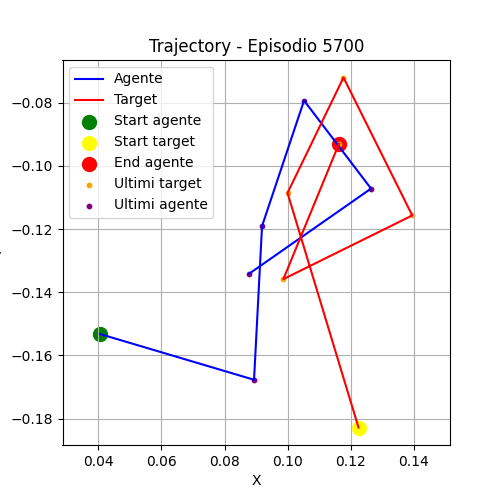 Trajectory - Episodio 5700
Agente
Target
Start agente
Start target
End agente
Ultimi target
Ultimi agente
−0.08
−0.10
−0.12
−0.14
−0.16
−0.18
0.04
0.06
0.08
0.10
0.12
0.14
X